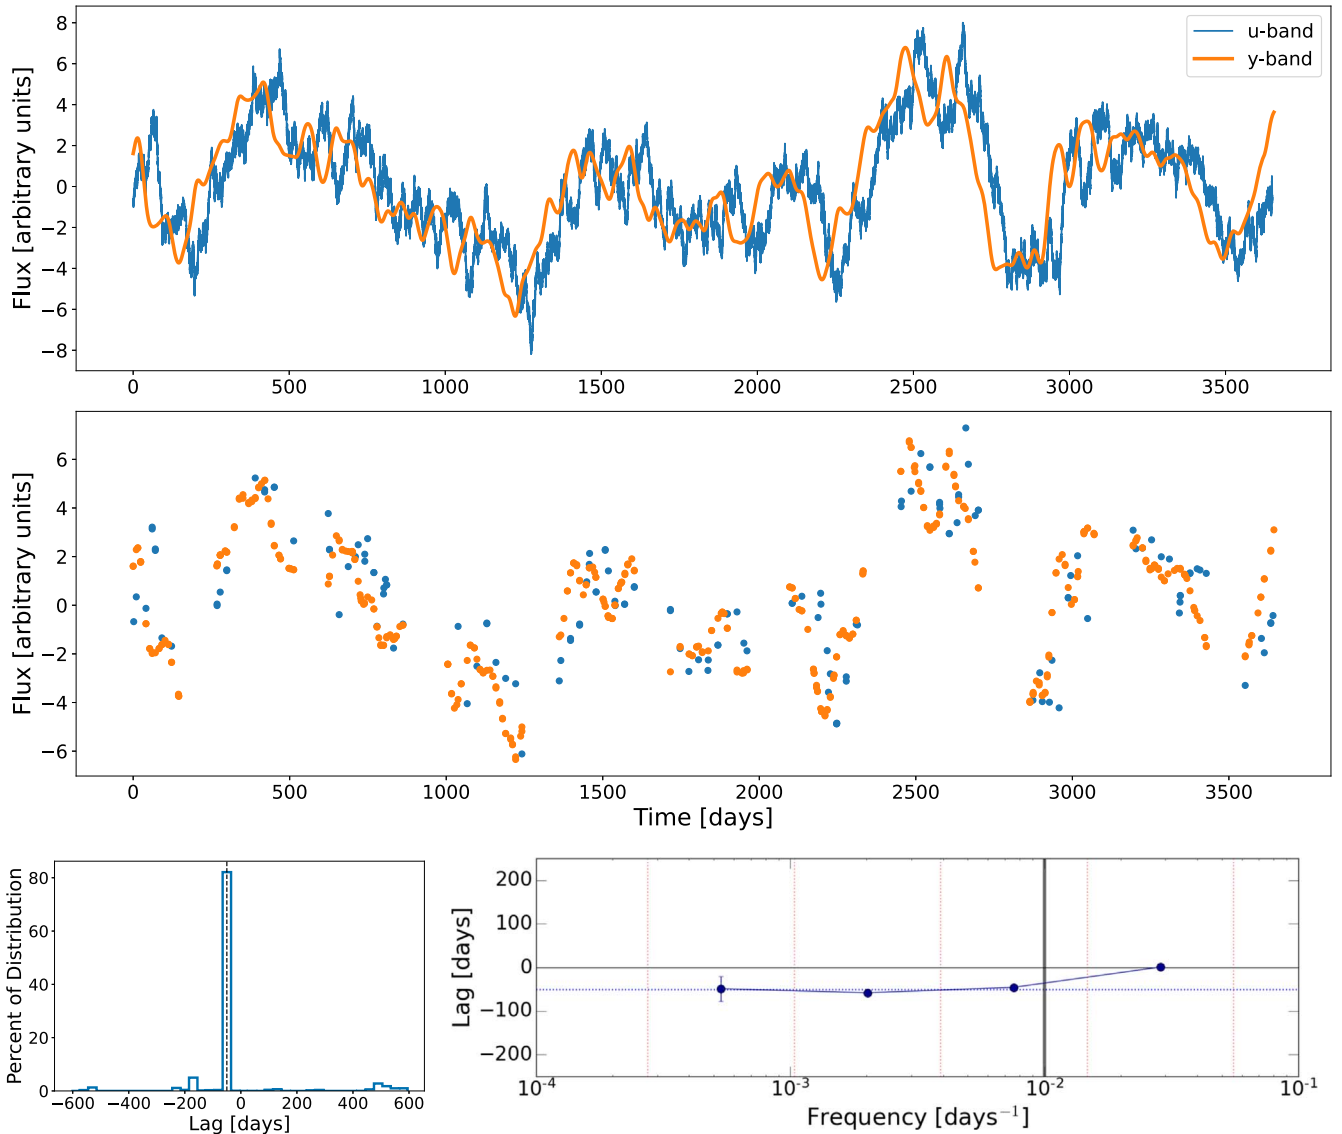 8
6
4
2
0
−2
−4
−6
−8
Flux [arbitrary units]
u-band
y-band
0 500 1000 1500 2000 2500 3000 3500
6
4
2
0
−2
−4
−6
Flux [arbitrary units]
0 500 1000 1500 2000 2500 3000 3500
Time [days]
80
60
40
20
0
Percent of Distribution
−600 −400 −200 0 200 400 600
Lag [days]
200
100
0
−100
−200
Lag [days]
10⁻⁴ 10⁻³ 10⁻² 10⁻¹
Frequency [days⁻¹]